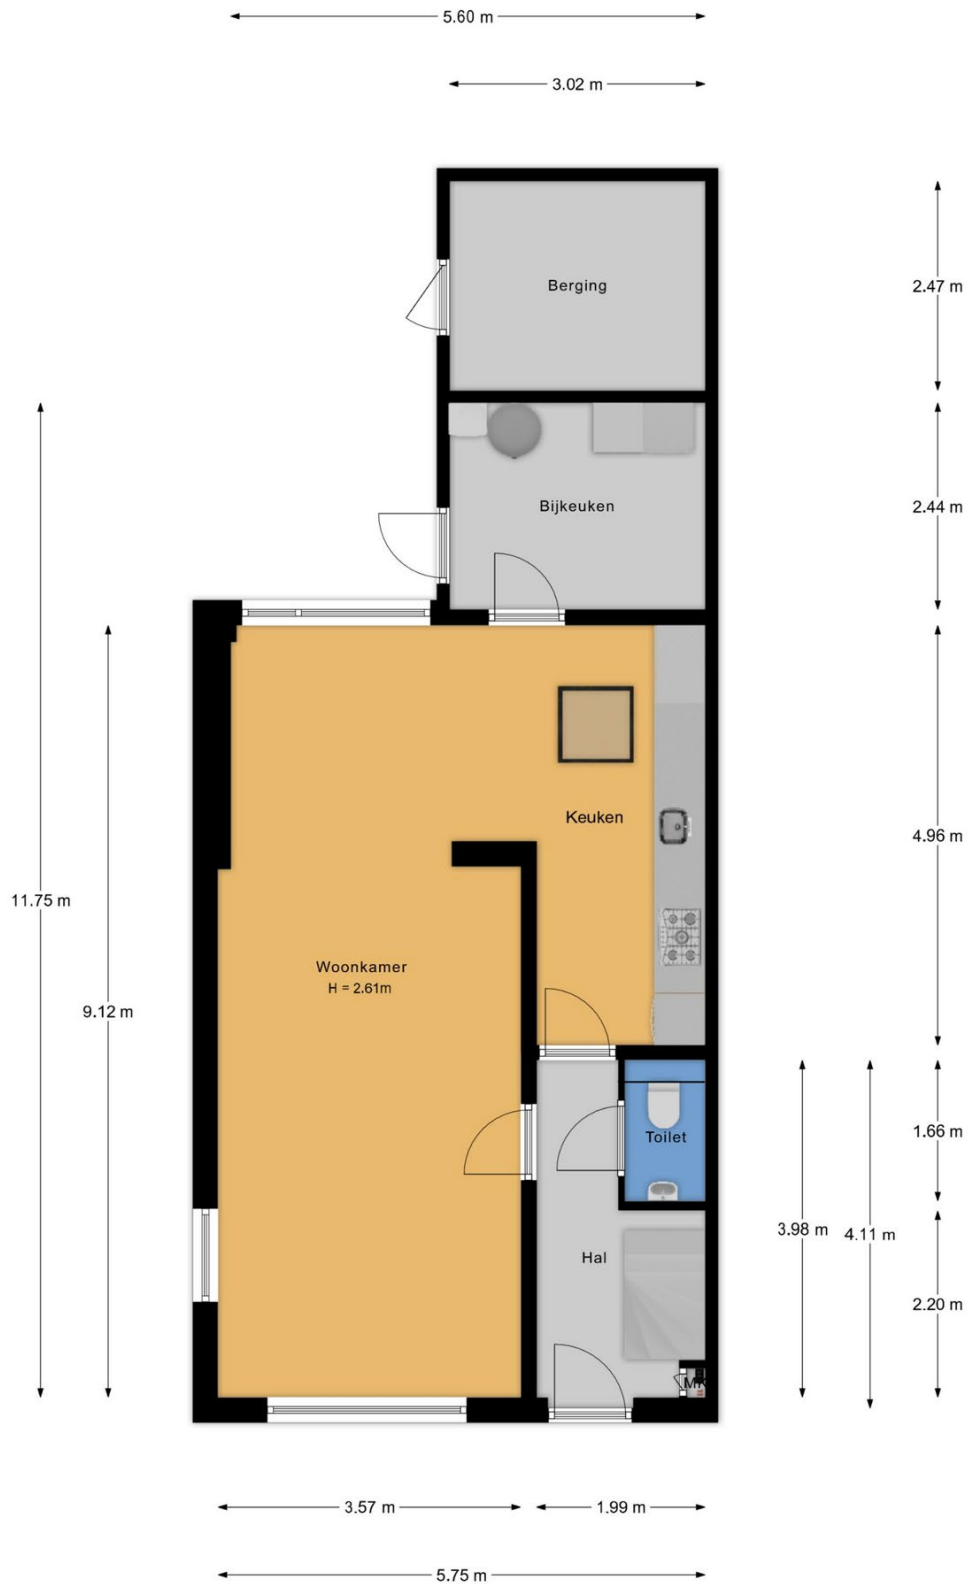 5.60 m
3.02 m
Berging
2.47 m
Bijkeuken
2.44 m
Keuken
4.96 m
11.75 m
Woonkamer
H = 2.61m
9.12 m
Toilet
1.66 m
3.98 m
4.11 m
Hal
2.20 m
MK
3.57 m
1.99 m
5.75 m